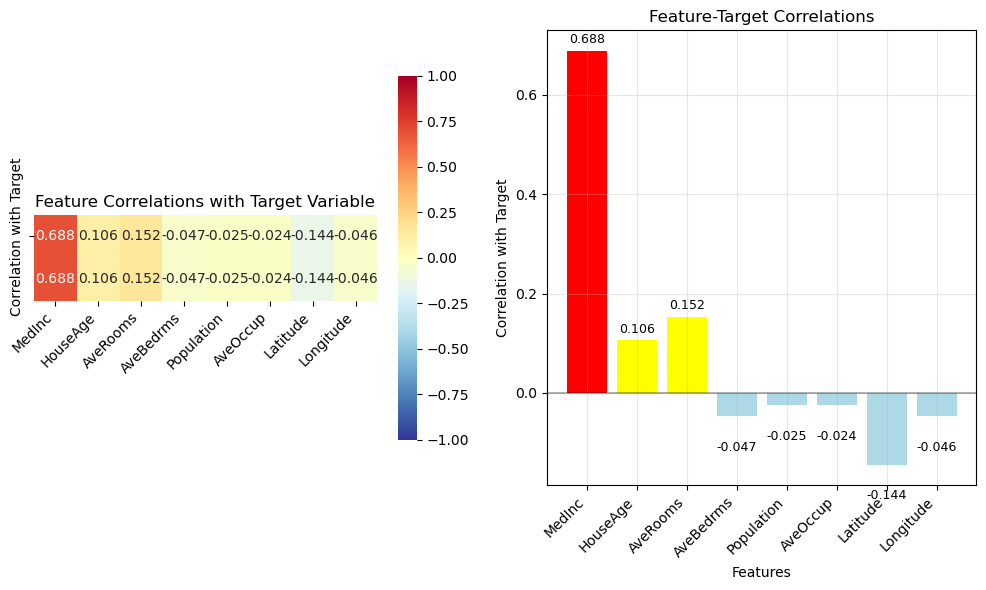 Feature Correlations with Target Variable
Correlation with Target
0.688 0.106 0.152 -0.047 -0.025 -0.024 -0.144 -0.046
0.688 0.106 0.152 -0.047 -0.025 -0.024 -0.144 -0.046
MedInc HouseAge AveRooms AveBedrms Population AveOccup Latitude Longitude
1.00
0.75
0.50
0.25
0.00
−0.25
−0.50
−0.75
−1.00
Feature-Target Correlations
Correlation with Target
0.6
0.4
0.2
0.0
0.688
0.106
0.152
-0.047
-0.025
-0.024
-0.144
-0.046
MedInc HouseAge AveRooms AveBedrms Population AveOccup Latitude Longitude
Features